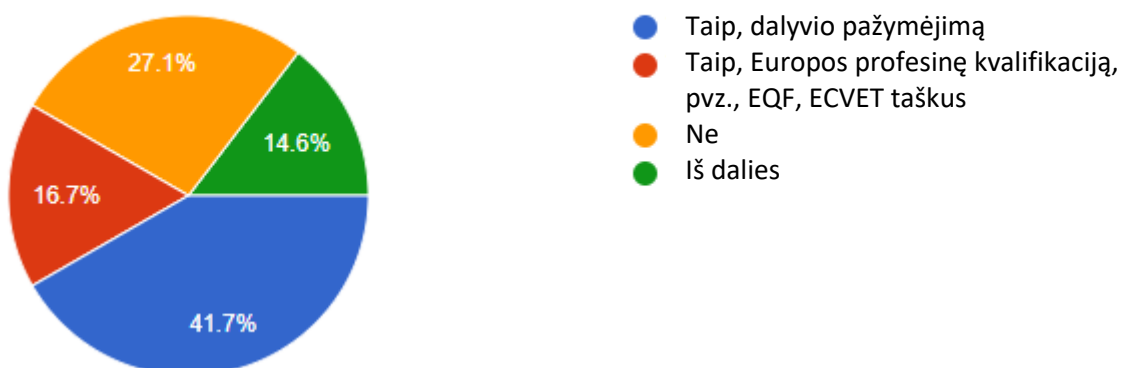 27.1%
14.6%
16.7%
41.7%
Taip, dalyvio pažymėjimą
Taip, Europos profesinę kvalifikaciją,
pvz., EQF, ECVET taškus
Ne
Iš dalies